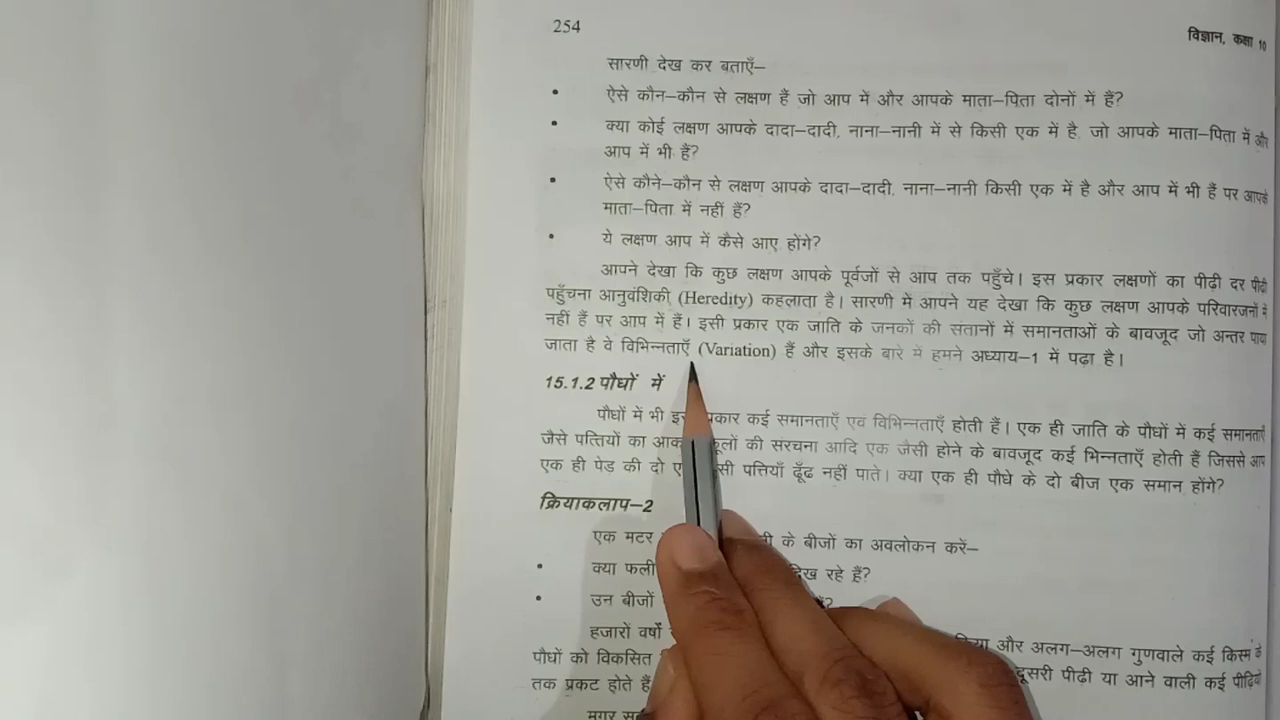 254
विज्ञान, कक्षा 10
सारणी देख कर बताएँ–
• ऐसे कौन–कौन से लक्षण हैं जो आप में और आपके माता–पिता दोनों में हैं?
• क्या कोई लक्षण आपके दादा–दादी, नाना–नानी में से किसी एक में है जो आपके माता–पिता में और
आप में भी हैं?
• ऐसे कौने–कौन से लक्षण आपके दादा–दादी, नाना–नानी किसी एक में है और आप में भी हैं पर आपके
माता–पिता में नहीं हैं?
• ये लक्षण आप में कैसे आए होंगे?
आपने देखा कि कुछ लक्षण आपके पूर्वजों से आप तक पहुँचे। इस प्रकार लक्षणों का पीढ़ी दर पीढ़ी
पहुँचना आनुवंशिकी (Heredity) कहलाता है। सारणी में आपने यह देखा कि कुछ लक्षण आपके परिवारजनों में
नहीं हैं पर आप में हैं। इसी प्रकार एक जाति के जनकों की संतानों में समानताओं के बावजूद जो अन्तर पाया
जाता है वे विभिन्नताएँ (Variation) हैं और इसके बारे में हमने अध्याय–1 में पढ़ा है।
15.1.2 पौधों में
पौधों में भी प्रकार कई समानताएँ एवं विभिन्नताएँ होती हैं। एक ही जाति के पौधों में कई समानताएँ
जैसे पत्तियों का फूलों की सरचना आदि एक जैसी होने के बावजूद कई भिन्नताएँ होती हैं जिससे आप
एक ही पेड़ की दो पत्तियाँ ढूँढ नहीं पाते। क्या एक ही पौधे के दो बीज एक समान होंगे?
क्रियाकलाप–2
एक मटर के बीजों का अवलोकन करें–
• क्या फली दिख रहे हैं?
• उन बीजों
हजारों वर्षों और अलग–अलग गुणवाले कई किस्म के
पौधों को विकसित दूसरी पीढ़ी या आने वाली कई पीढ़ियों
तक प्रकट होते हैं
मगर